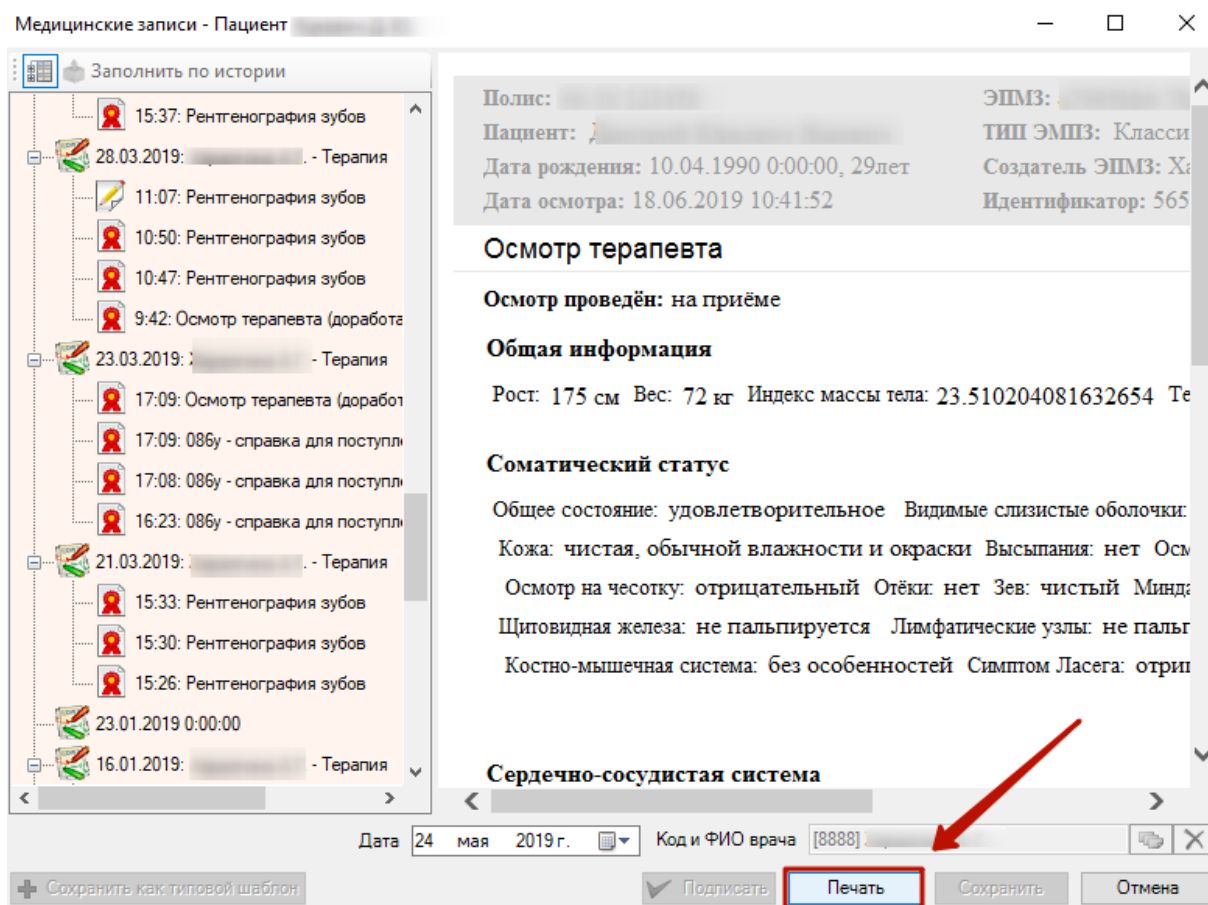 Медицинские записи - Пациент
Заполнить по истории
15:37: Рентгенография зубов
28.03.2019: . - Терапия
11:07: Рентгенография зубов
10:50: Рентгенография зубов
10:47: Рентгенография зубов
9:42: Осмотр терапевта (доработа
23.03.2019: - Терапия
17:09: Осмотр терапевта (доработ
17:09: 086у - справка для поступл
17:08: 086у - справка для поступл
16:23: 086у - справка для поступл
21.03.2019: . - Терапия
15:33: Рентгенография зубов
15:30: Рентгенография зубов
15:26: Рентгенография зубов
23.01.2019 0:00:00
16.01.2019: - Терапия
Полис: ЭПМЗ:
Пациент: ТИП ЭМПЗ: Класси
Дата рождения: 10.04.1990 0:00:00, 29лет Создатель ЭПМЗ: Ха
Дата осмотра: 18.06.2019 10:41:52 Идентификатор: 565
Осмотр терапевта
Осмотр проведён: на приёме
Общая информация
Рост: 175 см Вес: 72 кг Индекс массы тела: 23.510204081632654 Те
Соматический статус
Общее состояние: удовлетворительное Видимые слизистые оболочки:
Кожа: чистая, обычной влажности и окраски Высыпания: нет Осм
Осмотр на чесотку: отрицательный Отёки: нет Зев: чистый Минда
Щитовидная железа: не пальпируется Лимфатические узлы: не пальп
Костно-мышечная система: без особенностей Симптом Ласега: отриц
Сердечно-сосудистая система
Дата 24 мая 2019 г. Код и ФИО врача [8888]
Сохранить как типовой шаблон Подписать Печать Сохранить Отмена